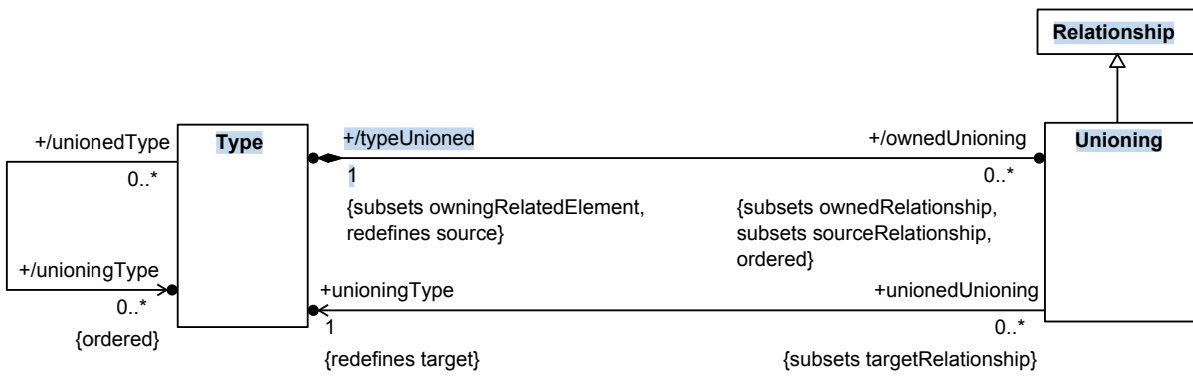 Relationship
+/unionedType
Type
+/typeUnioned
+/ownedUnioning
Unioning
0..*
1
0..*
{subsets owningRelatedElement,
redefines source}
{subsets ownedRelationship,
subsets sourceRelationship,
ordered}
+/unioningType
+unioningType
+unionedUnioning
0..*
1
0..*
{ordered}
{redefines target}
{subsets targetRelationship}